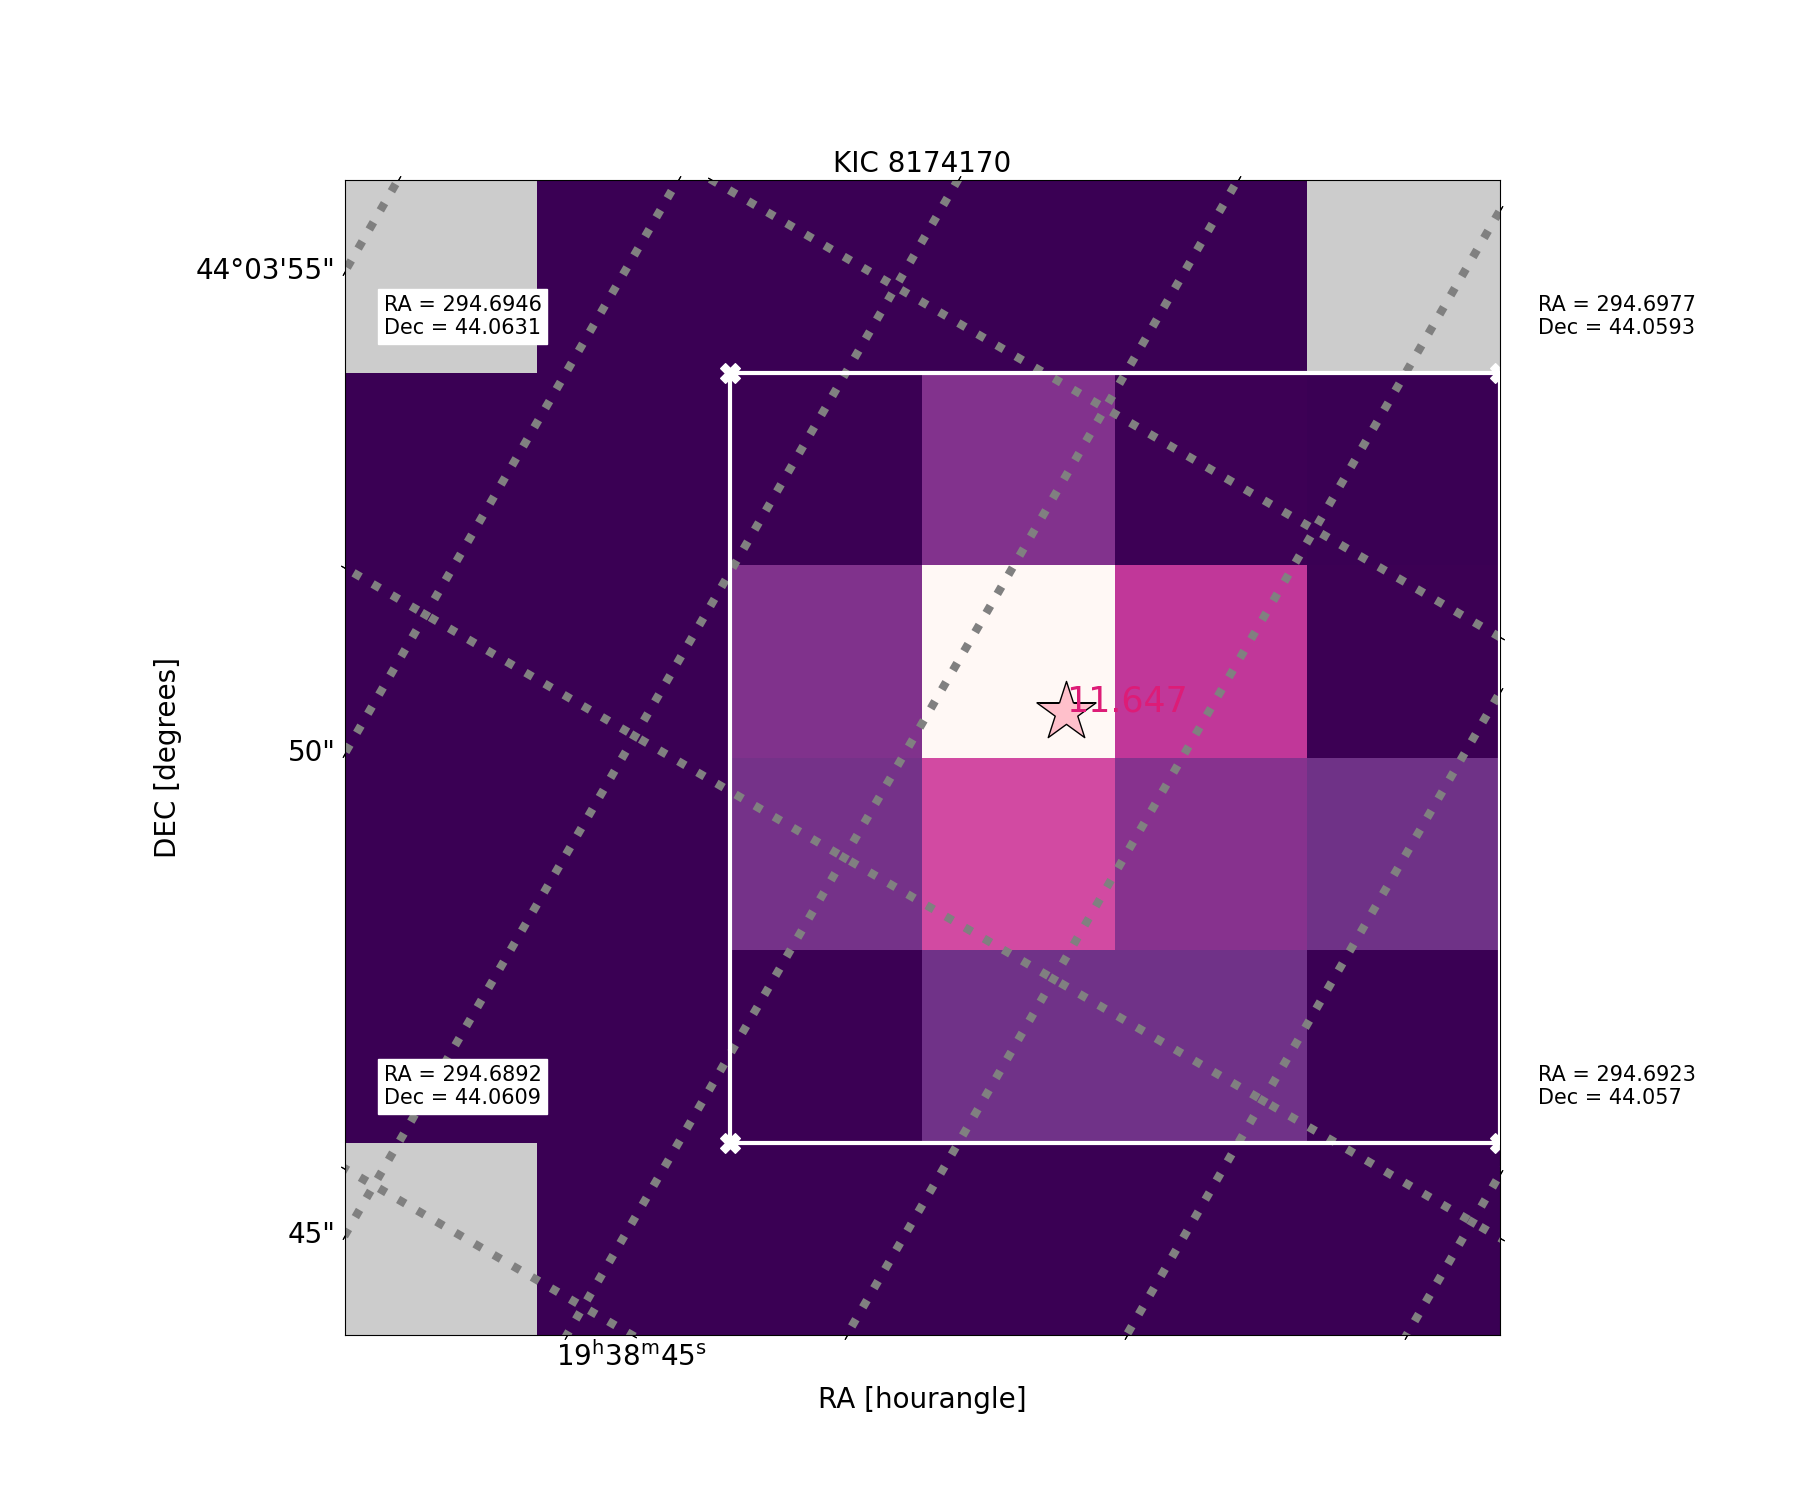 KIC 8174170
44°03'55"
RA = 294.6946
Dec = 44.0631
RA = 294.6977
Dec = 44.0593
11.647
50"
DEC [degrees]
RA = 294.6892
Dec = 44.0609
RA = 294.6923
Dec = 44.057
45"
19h38m45s
RA [hourangle]